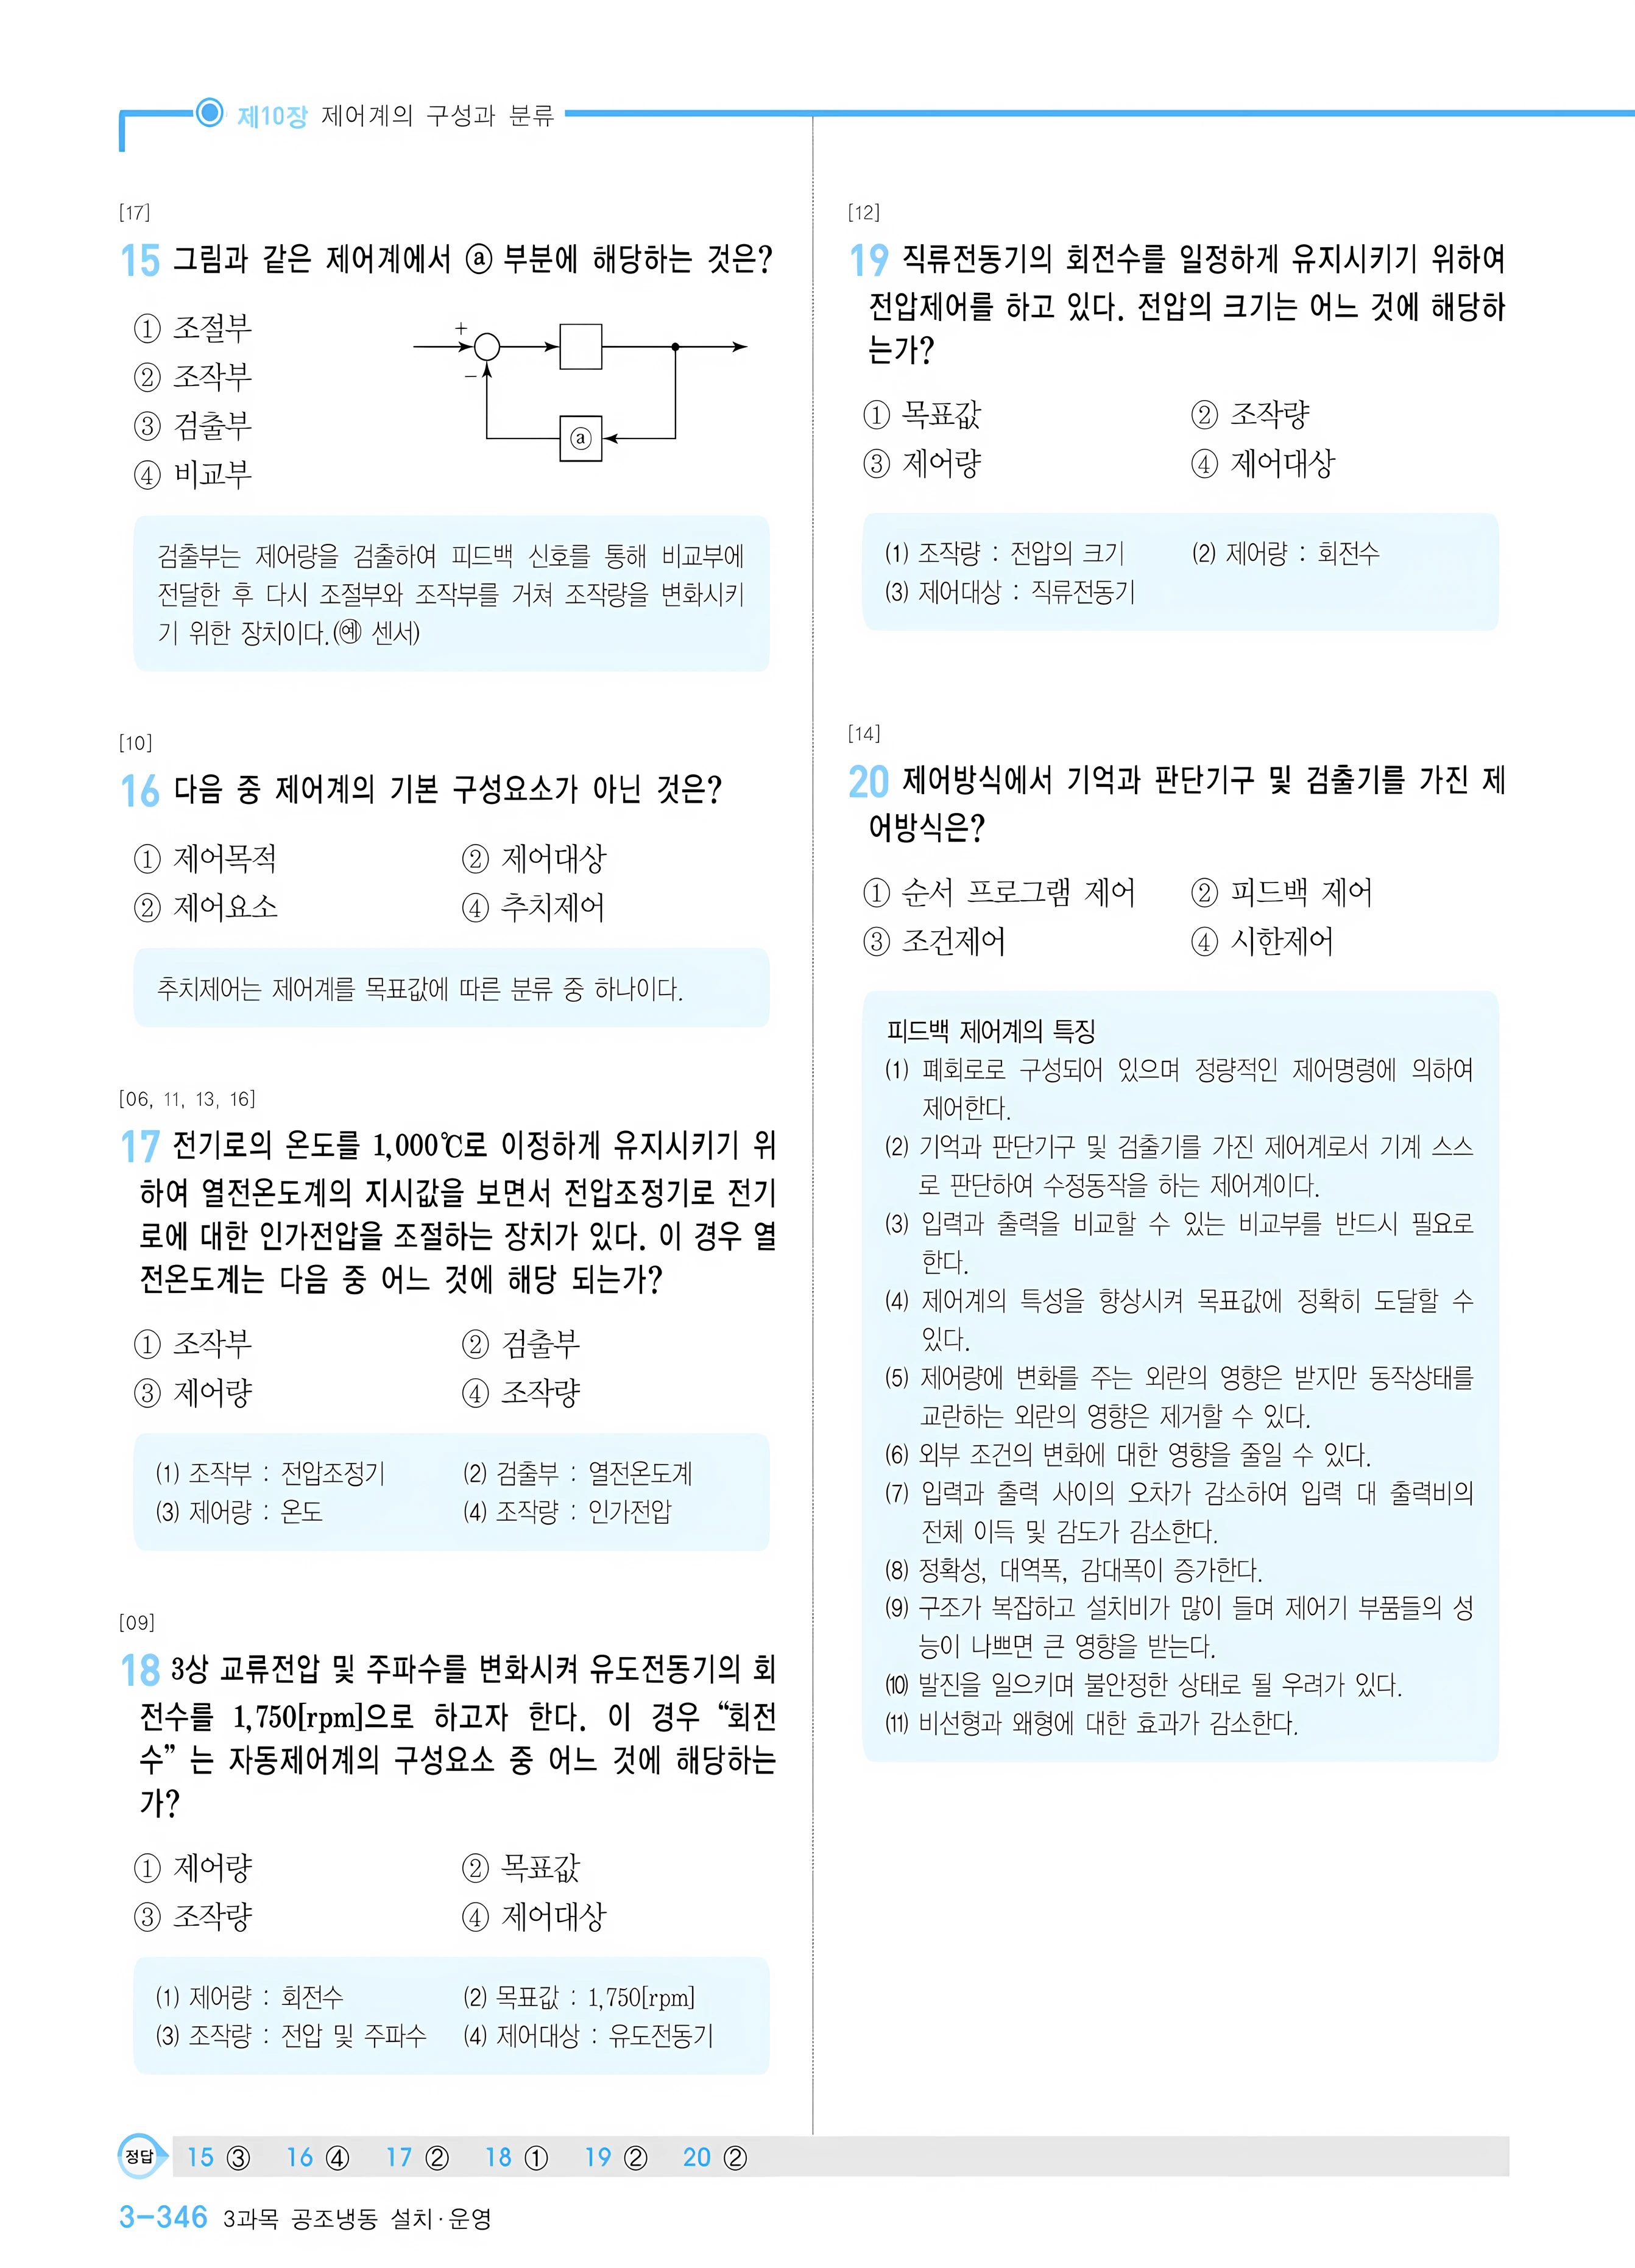 제10장 제어계의 구성과 분류
[17]
15 그림과 같은 제어계에서 ⓐ 부분에 해당하는 것은?
① 조절부
② 조작부
③ 검출부
④ 비교부
+
−
ⓐ
검출부는 제어량을 검출하여 피드백 신호를 통해 비교부에
전달한 후 다시 조절부와 조작부를 거쳐 조작량을 변화시키
기 위한 장치이다.(예 센서)
[10]
16 다음 중 제어계의 기본 구성요소가 아닌 것은?
① 제어목적 ② 제어대상
② 제어요소 ④ 추치제어
추치제어는 제어계를 목표값에 따른 분류 중 하나이다.
[06, 11, 13, 16]
17 전기로의 온도를 1,000℃로 이정하게 유지시키기 위
하여 열전온도계의 지시값을 보면서 전압조정기로 전기
로에 대한 인가전압을 조절하는 장치가 있다. 이 경우 열
전온도계는 다음 중 어느 것에 해당 되는가?
① 조작부 ② 검출부
③ 제어량 ④ 조작량
(1) 조작부 : 전압조정기 (2) 검출부 : 열전온도계
(3) 제어량 : 온도 (4) 조작량 : 인가전압
[09]
18 3상 교류전압 및 주파수를 변화시켜 유도전동기의 회
전수를 1,750[rpm]으로 하고자 한다. 이 경우 “회전
수” 는 자동제어계의 구성요소 중 어느 것에 해당하는
가?
① 제어량 ② 목표값
③ 조작량 ④ 제어대상
(1) 제어량 : 회전수 (2) 목표값 : 1,750[rpm]
(3) 조작량 : 전압 및 주파수 (4) 제어대상 : 유도전동기
[12]
19 직류전동기의 회전수를 일정하게 유지시키기 위하여
전압제어를 하고 있다. 전압의 크기는 어느 것에 해당하
는가?
① 목표값 ② 조작량
③ 제어량 ④ 제어대상
(1) 조작량 : 전압의 크기 (2) 제어량 : 회전수
(3) 제어대상 : 직류전동기
[14]
20 제어방식에서 기억과 판단기구 및 검출기를 가진 제
어방식은?
① 순서 프로그램 제어 ② 피드백 제어
③ 조건제어 ④ 시한제어
피드백 제어계의 특징
(1) 폐회로로 구성되어 있으며 정량적인 제어명령에 의하여
제어한다.
(2) 기억과 판단기구 및 검출기를 가진 제어계로서 기계 스스
로 판단하여 수정동작을 하는 제어계이다.
(3) 입력과 출력을 비교할 수 있는 비교부를 반드시 필요로
한다.
(4) 제어계의 특성을 향상시켜 목표값에 정확히 도달할 수
있다.
(5) 제어량에 변화를 주는 외란의 영향은 받지만 동작상태를
교란하는 외란의 영향은 제거할 수 있다.
(6) 외부 조건의 변화에 대한 영향을 줄일 수 있다.
(7) 입력과 출력 사이의 오차가 감소하여 입력 대 출력비의
전체 이득 및 감도가 감소한다.
(8) 정확성, 대역폭, 감대폭이 증가한다.
(9) 구조가 복잡하고 설치비가 많이 들며 제어기 부품들의 성
능이 나쁘면 큰 영향을 받는다.
(10) 발진을 일으키며 불안정한 상태로 될 우려가 있다.
(11) 비선형과 왜형에 대한 효과가 감소한다.
정답 15 ③ 16 ④ 17 ② 18 ① 19 ② 20 ②
3-346 3과목 공조냉동 설치·운영